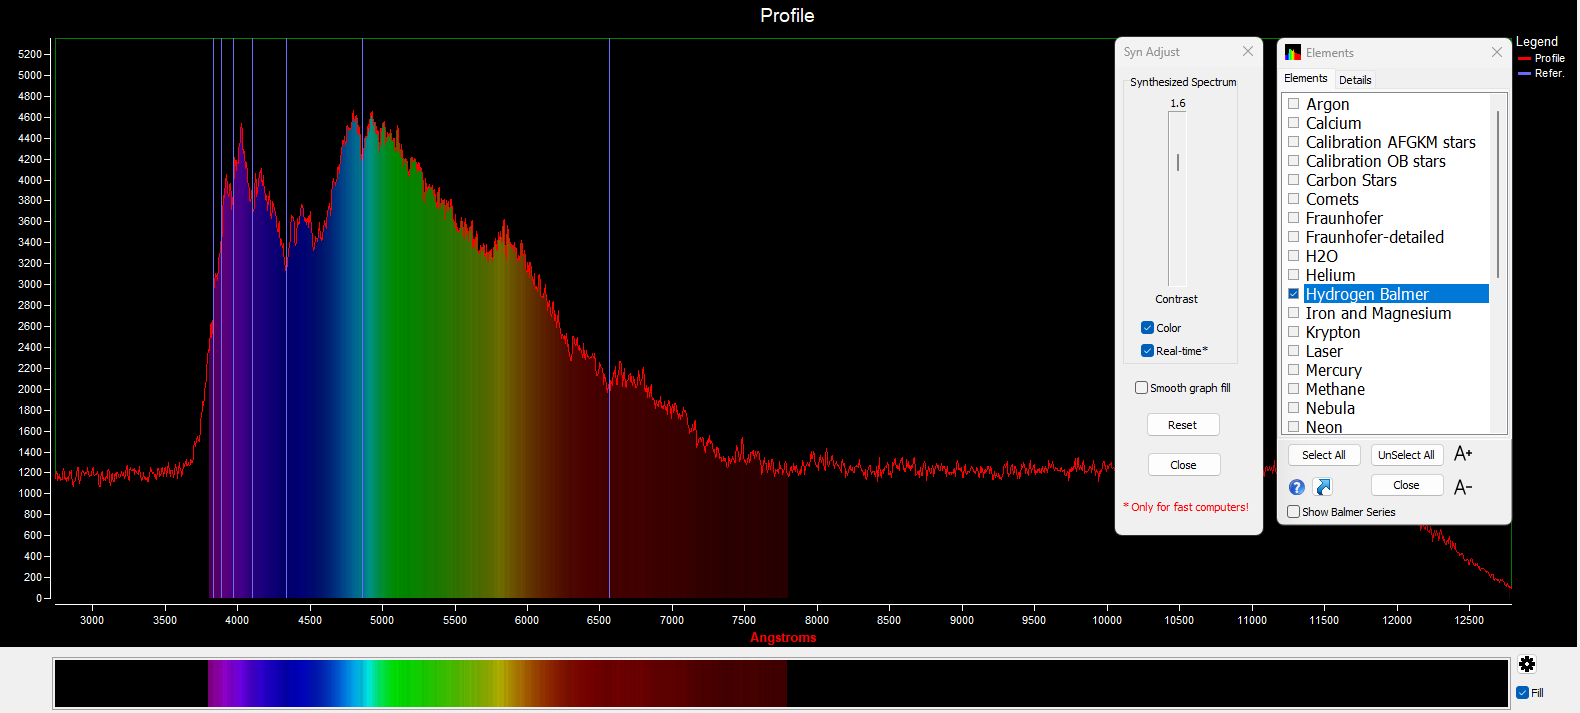 Profile
5200
5000
4800
4600
4400
4200
4000
3800
3600
3400
3200
3000
2800
2600
2400
2200
2000
1800
1600
1400
1200
1000
800
600
400
200
0
3000 3500 4000 4500 5000 5500 6000 6500 7000 7500 8000 8500 9000 9500 10000 10500 11000 11500 12000 12500
Angstroms
Syn Adjust
Synthesized Spectrum
1.6
Contrast
Color
Real-time*
Smooth graph fill
Reset
Close
* Only for fast computers!
Elements
Elements Details
Argon
Calcium
Calibration AFGKM stars
Calibration OB stars
Carbon Stars
Comets
Fraunhofer
Fraunhofer-detailed
H2O
Helium
Hydrogen Balmer
Iron and Magnesium
Krypton
Laser
Mercury
Methane
Nebula
Neon
Select All UnSelect All A+
? Close A-
Show Balmer Series
Legend
Profile
Refer.
Fill